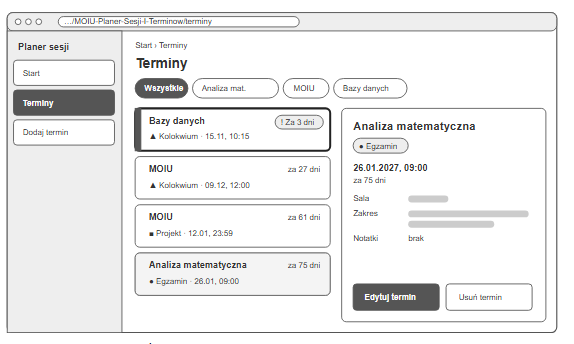 .../MOIU-Planer-Sesji-I-Terminow/terminy
Planer sesji
Start
Terminy
Dodaj termin
Start › Terminy
Terminy
Wszystkie
Analiza mat.
MOIU
Bazy danych
Bazy danych
! Za 3 dni
▲ Kolokwium · 15.11, 10:15
MOIU
za 27 dni
▲ Kolokwium · 09.12, 12:00
MOIU
za 61 dni
■ Projekt · 12.01, 23:59
Analiza matematyczna
za 75 dni
● Egzamin · 26.01, 09:00
Analiza matematyczna
● Egzamin
26.01.2027, 09:00
za 75 dni
Sala
Zakres
Notatki brak
Edytuj termin
Usuń termin